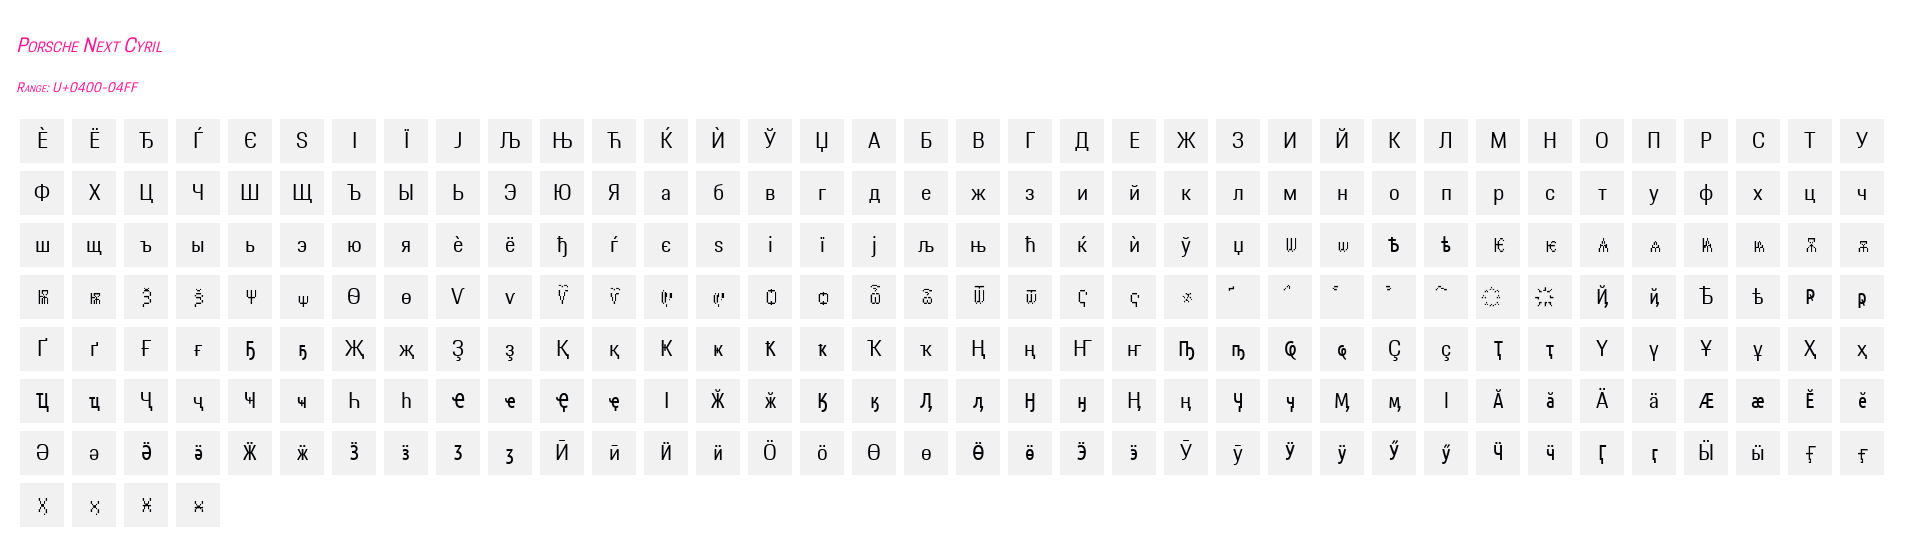 Porsche Next Cyril
Range: U+0400-04FF
Ѐ Ё Ђ Ѓ Є Ѕ І Ї Ј Љ Њ Ћ Ќ Ѝ Ў Џ А Б В Г Д Е Ж З И Й К Л М Н О П Р С Т У
Ф Х Ц Ч Ш Щ Ъ Ы Ь Э Ю Я а б в г д е ж з и й к л м н о п р с т у ф х ц ч
ш щ ъ ы ь э ю я ѐ ё ђ ѓ є ѕ і ї ј љ њ ћ ќ ѝ ў џ Ѡ ѡ Ѣ ѣ Ѥ ѥ Ѧ ѧ Ѩ ѩ Ѫ ѫ
Ѭ ѭ Ѯ ѯ Ѱ ѱ Ѳ ѳ Ѵ ѵ Ѷ ѷ Ѹ ѹ Ѻ ѻ Ѽ ѽ Ѿ ѿ Ҁ ҁ ҂ ҃ ҄ ҅ ҆ ҇ ҈ ҉ Ҋ ҋ Ҍ ҍ Ҏ ҏ
Ґ ґ Ғ ғ Ҕ ҕ Җ җ Ҙ ҙ Қ қ Ҝ ҝ Ҟ ҟ Ҡ ҡ Ң ң Ҥ ҥ Ҧ ҧ Ҩ ҩ Ҫ ҫ Ҭ ҭ Ү ү Ұ ұ Ҳ ҳ
Ҵ ҵ Ҷ ҷ Ҹ ҹ Һ һ Ҽ ҽ Ҿ ҿ Ӏ Ӂ ӂ Ӄ ӄ Ӆ ӆ Ӈ ӈ Ӊ ӊ Ӌ ӌ Ӎ ӎ ӏ Ӑ ӑ Ӓ ӓ Ӕ ӕ Ӗ ӗ
Ә ә Ӛ ӛ Ӝ ӝ Ӟ ӟ Ӡ ӡ Ӣ ӣ Ӥ ӥ Ӧ ӧ Ө ө Ӫ ӫ Ӭ ӭ Ӯ ӯ Ӱ ӱ Ӳ ӳ Ӵ ӵ Ӷ ӷ Ӹ ӹ Ӻ ӻ
Ӽ ӽ Ӿ ӿ